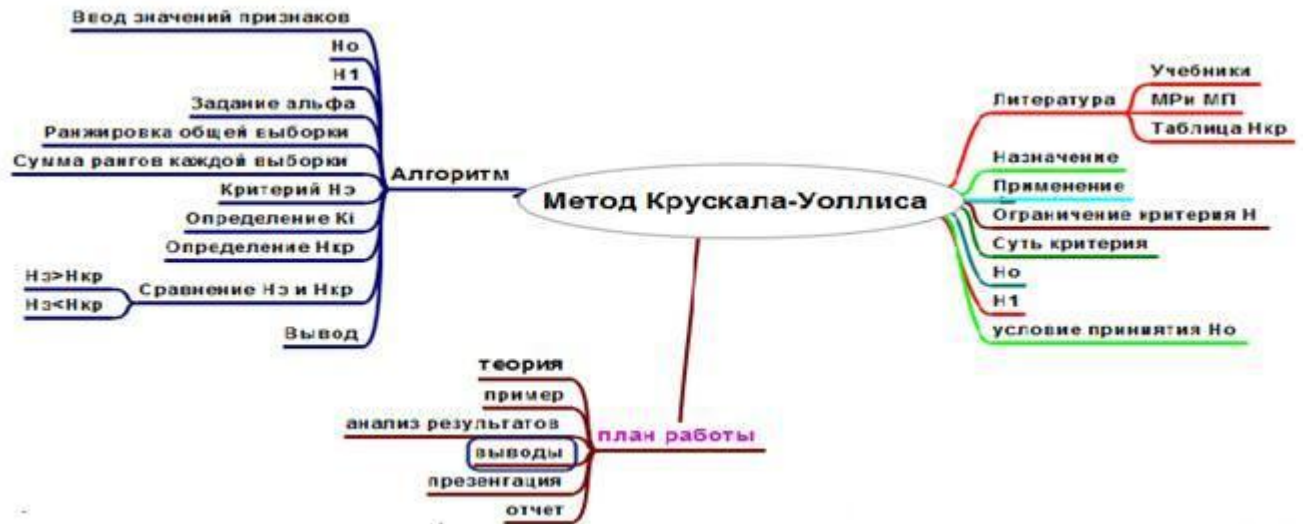 Ввод значений признаков
Но
Н1
Задание альфа
Ранжировка общей выборки
Сумма рангов каждой выборки
Критерий Нэ
Определение Ki
Определение Нкр
Сравнение Нэ и Нкр
Нэ>Нкр
Нэ<Нкр
Вывод
Алгоритм
Метод Крускала-Уоллиса
Литература
Учебники
МРи МП
Таблица Нкр
Назначение
Применение
Ограничение критерия Н
Суть критерия
Но
Н1
условие принятия Но
план работы
теория
пример
анализ результатов
выводы
презентация
отчет